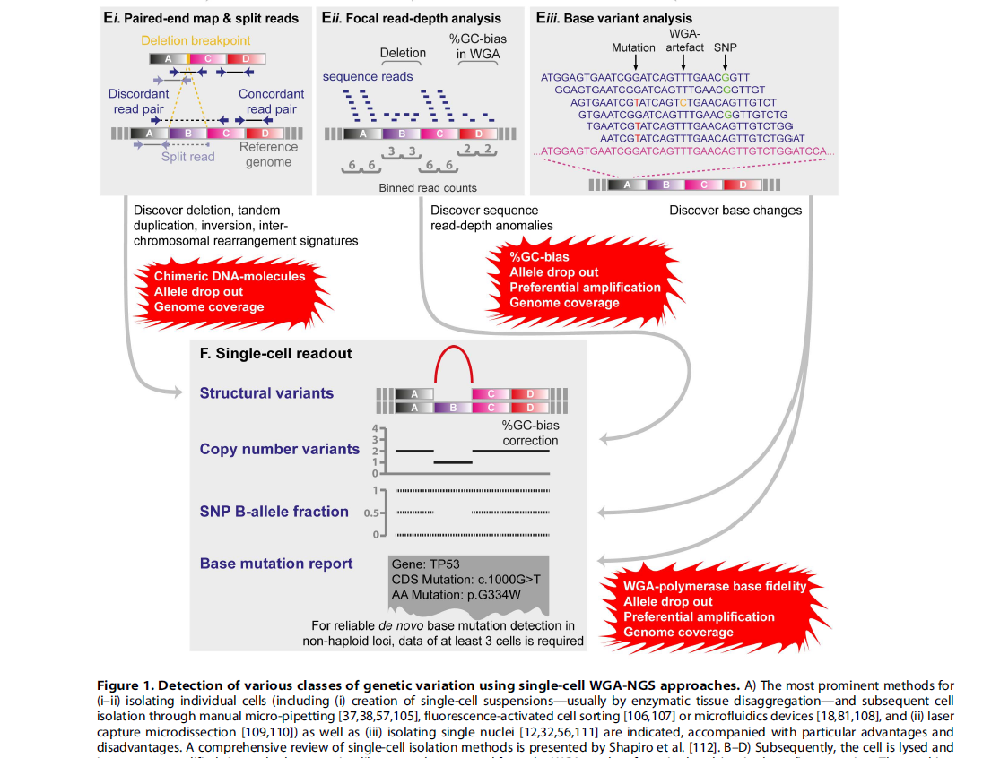 Ei. Paired-end map & split reads
Deletion breakpoint
A C D
Discordant
read pair
Concordant
read pair
A B C D
Split read
Reference
genome
Eii. Focal read-depth analysis
Deletion
%GC-bias
in WGA
sequence reads
A B C D
3 3
2 2
6 6
6 6
Binned read counts
Eiii. Base variant analysis
Mutation
WGA-
artefact
SNP
ATGGAGTGAATCGGATCAGTTTGAACGGTT
GGAGTGAATCGGATCAGTTTGAACGGTTGT
AGTGAATCGTATCAGTCTGAACAGTTGTCT
GTGAATCGGATCAGTTTGAACGGTTGTCTG
TGAATCGTATCAGTTTGAACAGTTGTCTGG
AATCGTATCAGTTTGAACAGTTGTCTGGAT
...ATGGAGTGAATCGGATCAGTTTGAACAGTTGTCTGGATCCA...
A B C D
Discover deletion, tandem
duplication, inversion, inter-
chromosomal rearrangement signatures
Discover sequence
read-depth anomalies
Discover base changes
Chimeric DNA-molecules
Allele drop out
Genome coverage
%GC-bias
Allele drop out
Preferential amplification
Genome coverage
F. Single-cell readout
Structural variants
A C D
A B C D
Copy number variants
%GC-bias
correction
4
3
2
1
0
SNP B-allele fraction
1
0.5
0
Base mutation report
Gene: TP53
CDS Mutation: c.1000G>T
AA Mutation: p.G334W
For reliable de novo base mutation detection in
non-haploid loci, data of at least 3 cells is required
WGA-polymerase base fidelity
Allele drop out
Preferential amplification
Genome coverage
Figure 1. Detection of various classes of genetic variation using single-cell WGA-NGS approaches. A) The most prominent methods for
(i–ii) isolating individual cells (including (i) creation of single-cell suspensions—usually by enzymatic tissue disaggregation—and subsequent cell
isolation through manual micro-pipetting [37,38,57,105], fluorescence-activated cell sorting [106,107] or microfluidics devices [18,81,108], and (ii) laser
capture microdissection [109,110]) as well as (iii) isolating single nuclei [12,32,56,111] are indicated, accompanied with particular advantages and
disadvantages. A comprehensive review of single-cell isolation methods is presented by Shapiro et al. [112]. B–D) Subsequently, the cell is lysed and